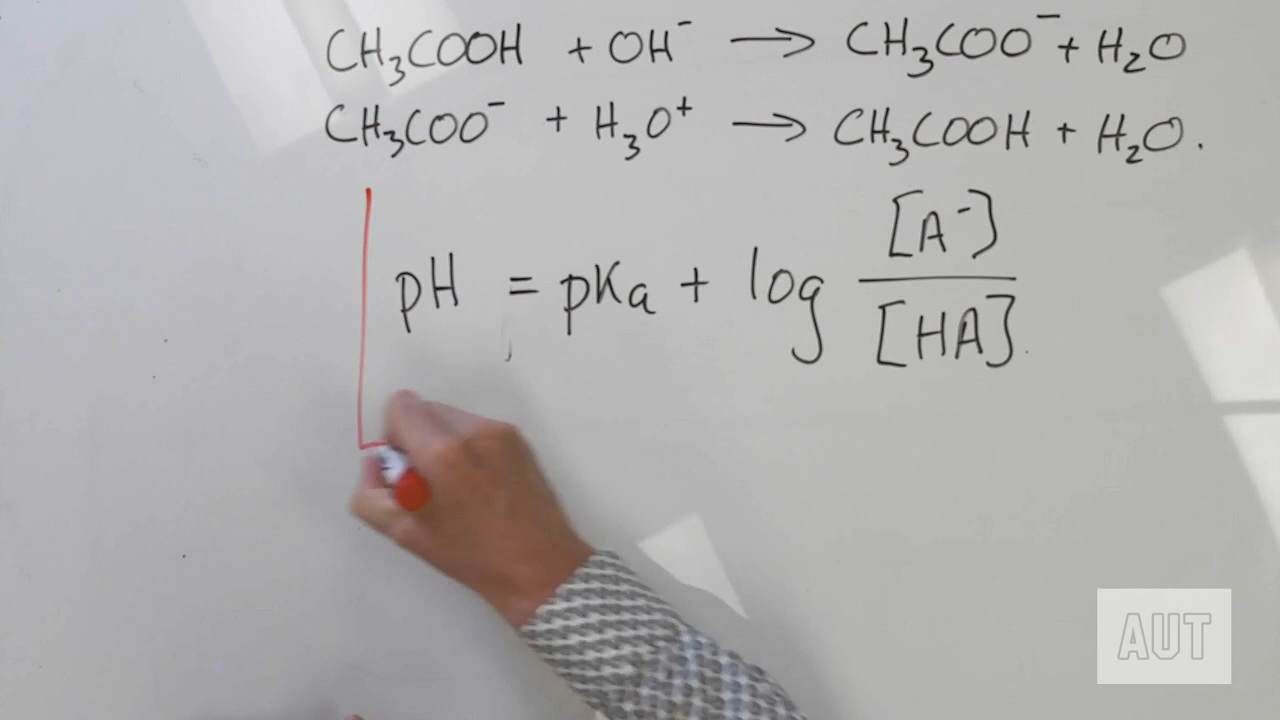 CH₃COOH + OH⁻ → CH₃COO⁻ + H₂O
CH₃COO⁻ + H₃O⁺ → CH₃COOH + H₂O.
pH = pKa + log [A⁻] / [HA].
AUT